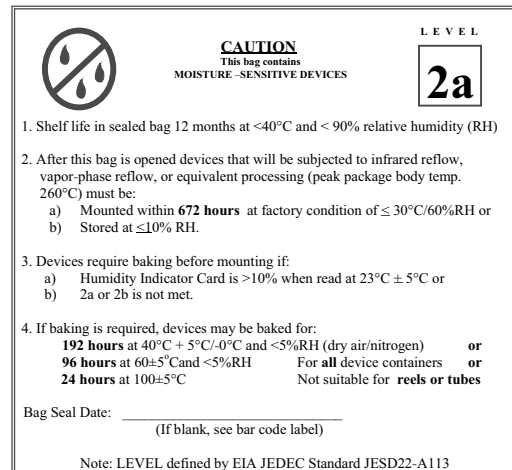 LEVEL
CAUTION
This bag contains
MOISTURE –SENSITIVE DEVICES
2a
1. Shelf life in sealed bag 12 months at <40°C and < 90% relative humidity (RH)
2. After this bag is opened devices that will be subjected to infrared reflow,
vapor-phase reflow, or equivalent processing (peak package body temp.
260°C) must be:
a) Mounted within 672 hours at factory condition of ≤ 30°C/60%RH or
b) Stored at ≤10% RH.
3. Devices require baking before mounting if:
a) Humidity Indicator Card is >10% when read at 23°C ± 5°C or
b) 2a or 2b is not met.
4. If baking is required, devices may be baked for:
192 hours at 40°C + 5°C/-0°C and <5%RH (dry air/nitrogen) or
96 hours at 60±5°Cand <5%RH For all device containers or
24 hours at 100±5°C Not suitable for reels or tubes
Bag Seal Date: ______________________________
(If blank, see bar code label)
Note: LEVEL defined by EIA JEDEC Standard JESD22-A113